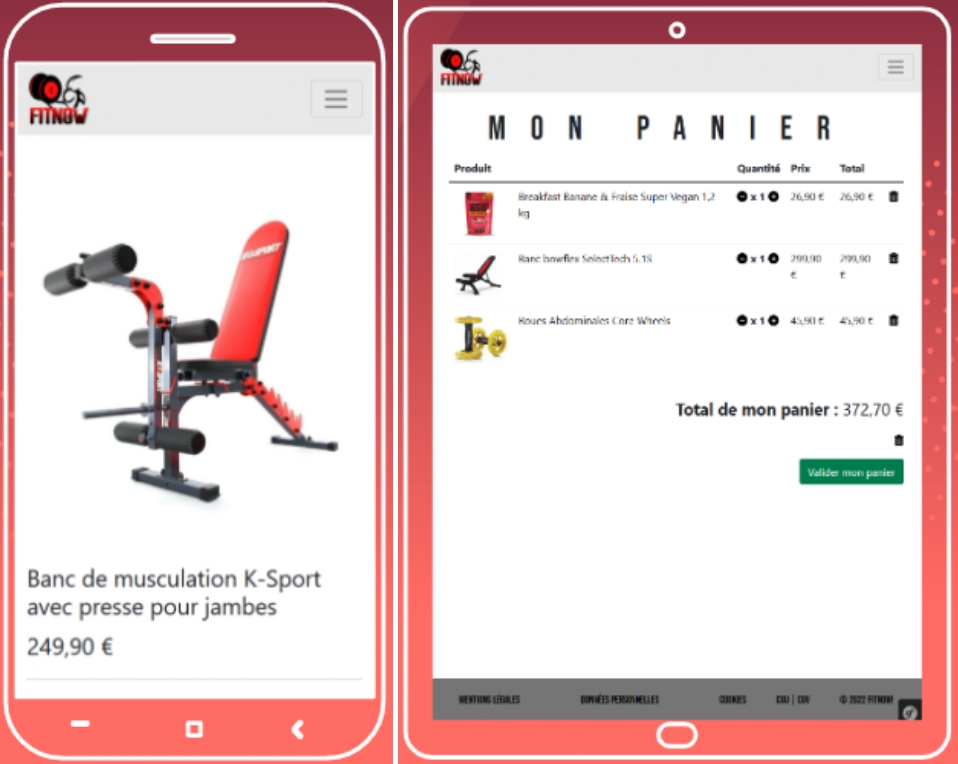 FITNOW
K-SPORT
Banc de musculation K-Sport
avec presse pour jambes
249,90 €
FITNOW
MON PANIER
Produit Quantité Prix Total
Breakfast Banane & Fraise Super Vegan 1,2 x 1 26,90 € 26,90 €
kg
Banc bowflex SelectTech 5.1S x 1 299,90 299,90
€ €
Roues Abdominales Core Wheels x 1 45,90 € 45,90 €
Total de mon panier : 372,70 €
Valider mon panier
MENTIONS LÉGALES DONNÉES PERSONNELLES COOKIES CGU | CGV © 2022 FITNOW!